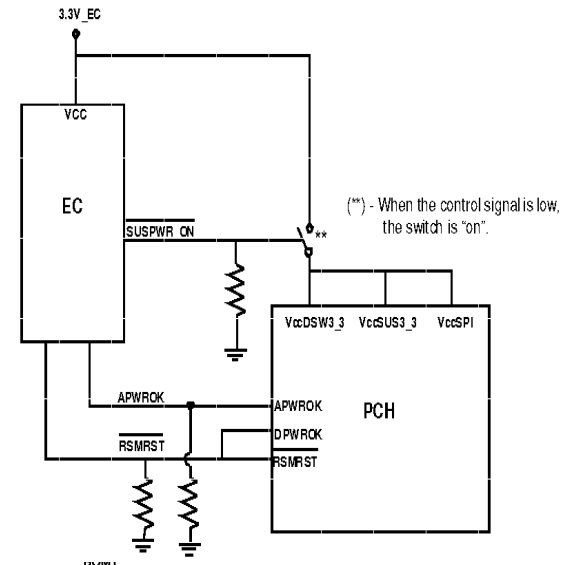 3.3V_EC
VCC
EC
SUSPWR_ON
**
(**) - When the control signal is low,
the switch is "on".
VccDSW3_3 VccSUS3_3 VccSPI
PCH
APWROK
APWROK
DPWROK
RSMRST
RSMRST